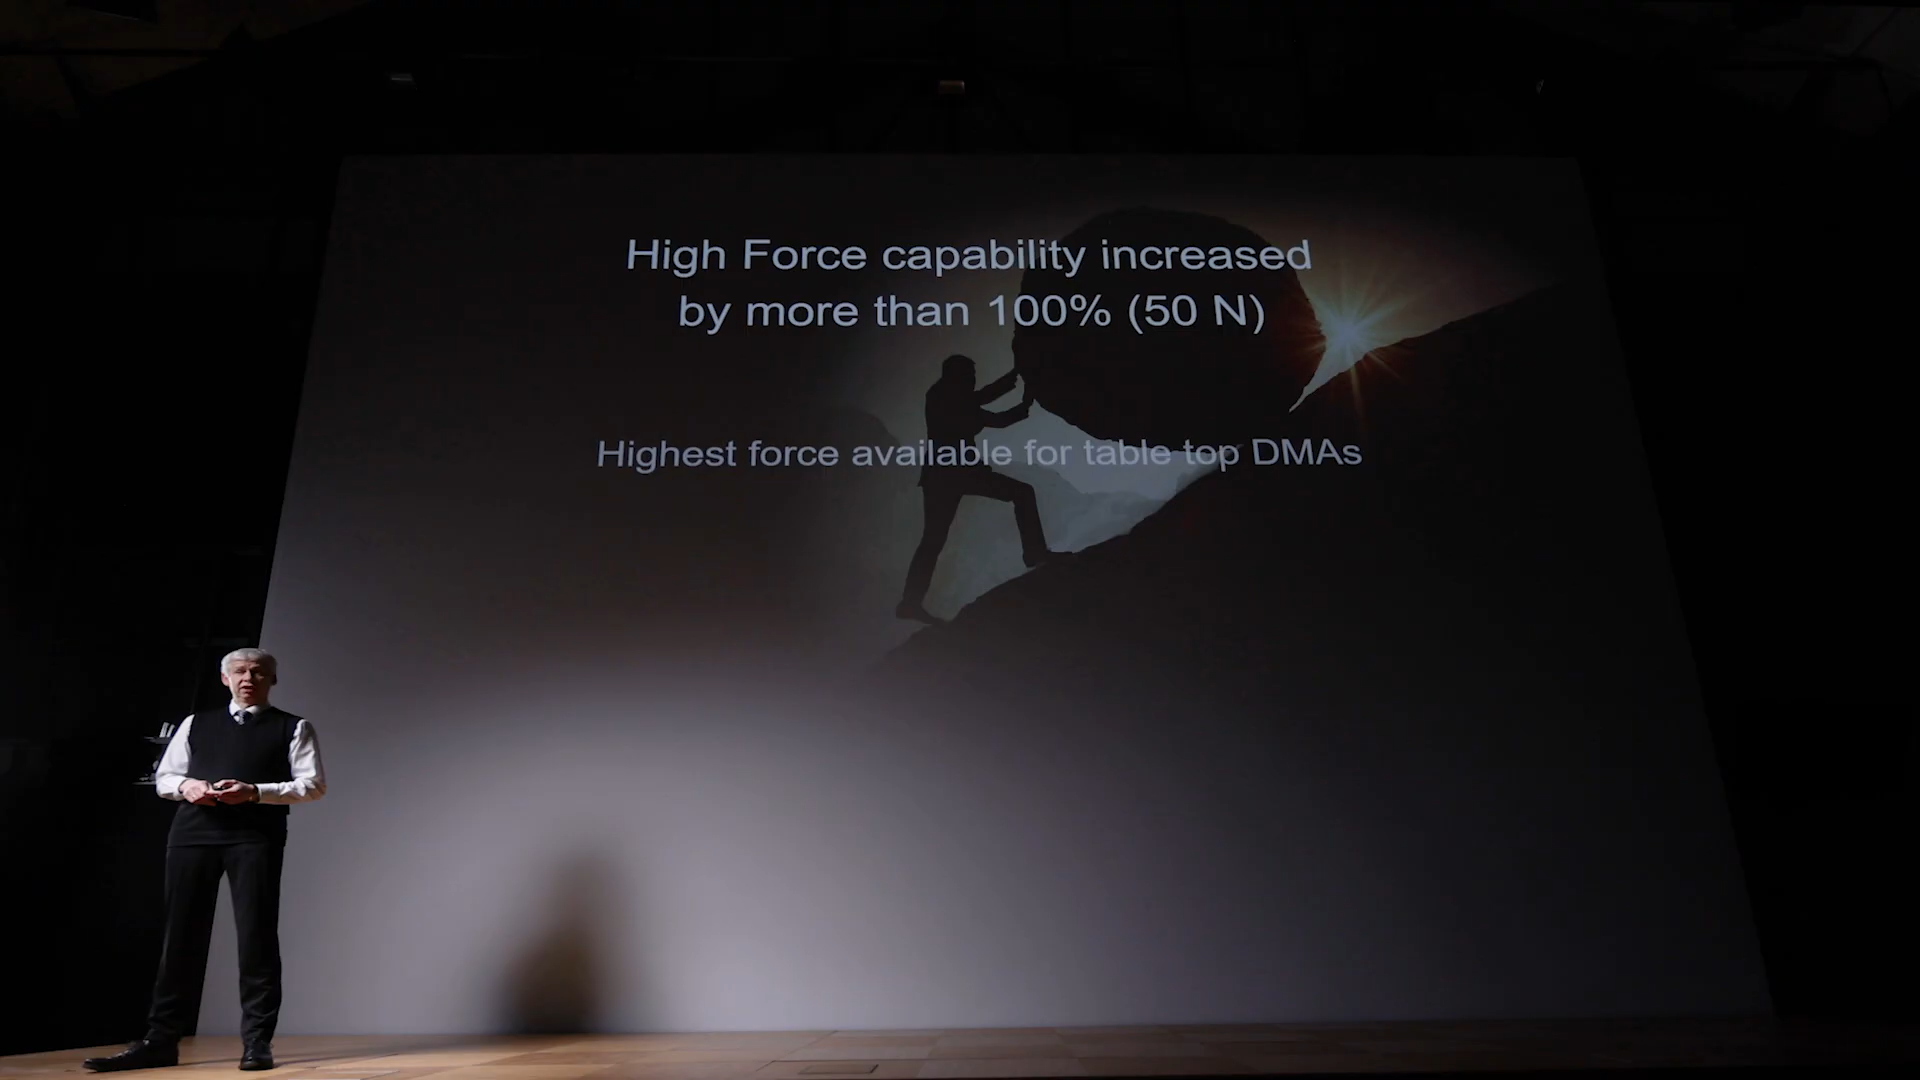 High Force capability increased
by more than 100% (50 N)
Highest force available for table top DMAs